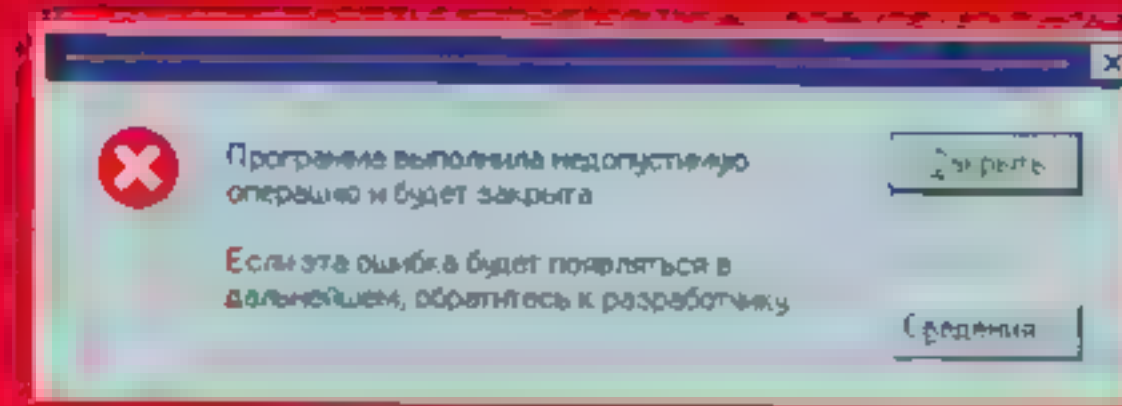 Программа выполнила недопустимую
операцию и будет закрыта
Если эта ошибка будет появляться в
дальнейшем, обратитесь к разработчику
Закрыть
Сведения